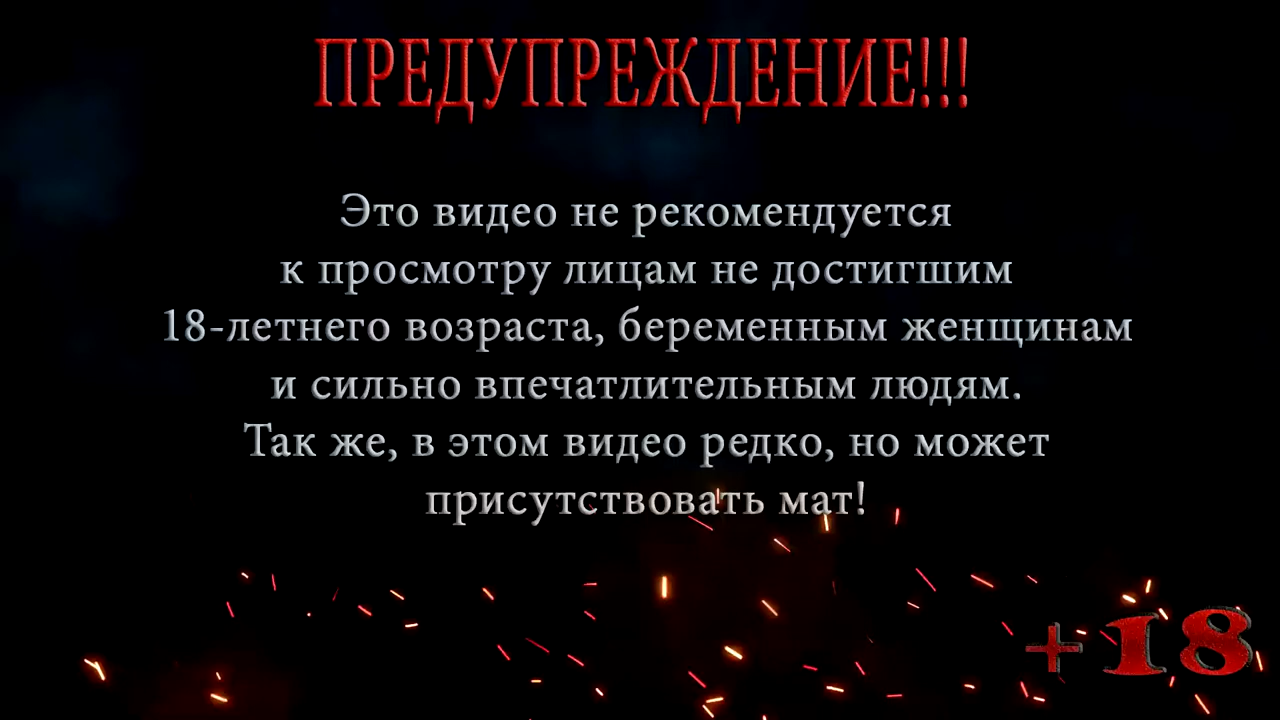 ПРЕДУПРЕЖДЕНИЕ!!!
Это видео не рекомендуется
к просмотру лицам не достигшим
18-летнего возраста, беременным женщинам
и сильно впечатлительным людям.
Так же, в этом видео редко, но может
присутствовать мат!
+18